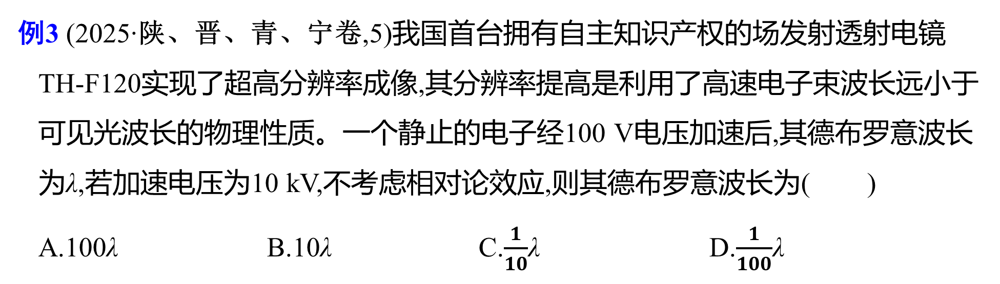 例3 (2025·陕、晋、青、宁卷,5)我国首台拥有自主知识产权的场发射透射电镜
TH-F120实现了超高分辨率成像,其分辨率提高是利用了高速电子束波长远小于
可见光波长的物理性质。一个静止的电子经100 V电压加速后,其德布罗意波长
为λ,若加速电压为10 kV,不考虑相对论效应,则其德布罗意波长为(  )
A.100λ B.10λ C.1/10λ D.1/100λ